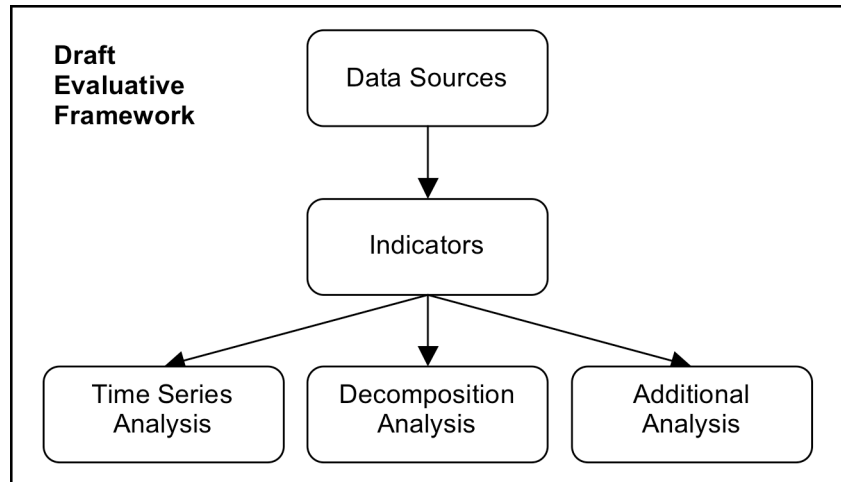 Draft
Evaluative
Framework
Data Sources
Indicators
Time Series
Analysis
Decomposition
Analysis
Additional
Analysis